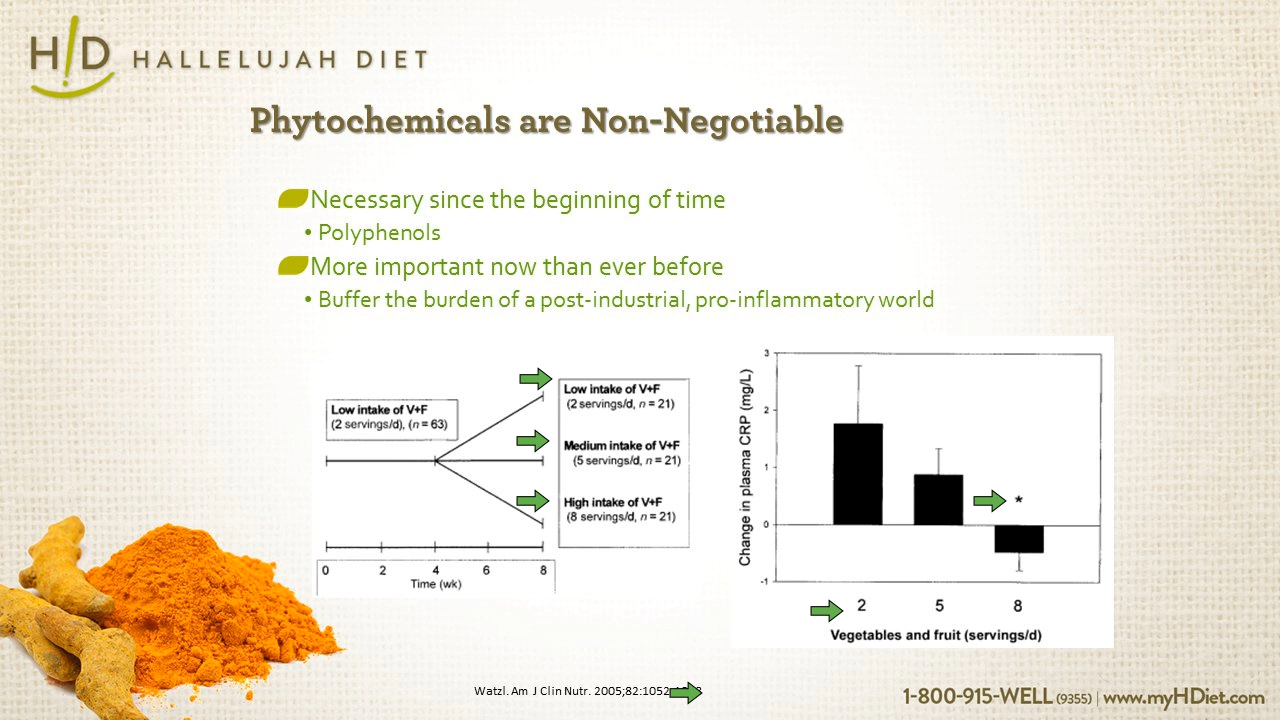 H!D HALLELUJAH DIET
Phytochemicals are Non-Negotiable
Necessary since the beginning of time
• Polyphenols
More important now than ever before
• Buffer the burden of a post-industrial, pro-inflammatory world
Low intake of V+F
(2 servings/d), (n = 63)
Low intake of V+F
(2 servings/d, n = 21)
Medium intake of V+F
(5 servings/d, n = 21)
High intake of V+F
(8 servings/d, n = 21)
0 2 4 6 8
Time (wk)
Change in plasma CRP (mg/L)
3
2
1
0
-1
*
2 5 8
Vegetables and fruit (servings/d)
Watzl. Am J Clin Nutr. 2005;82:1052
1-800-915-WELL (9355) | www.myHDiet.com